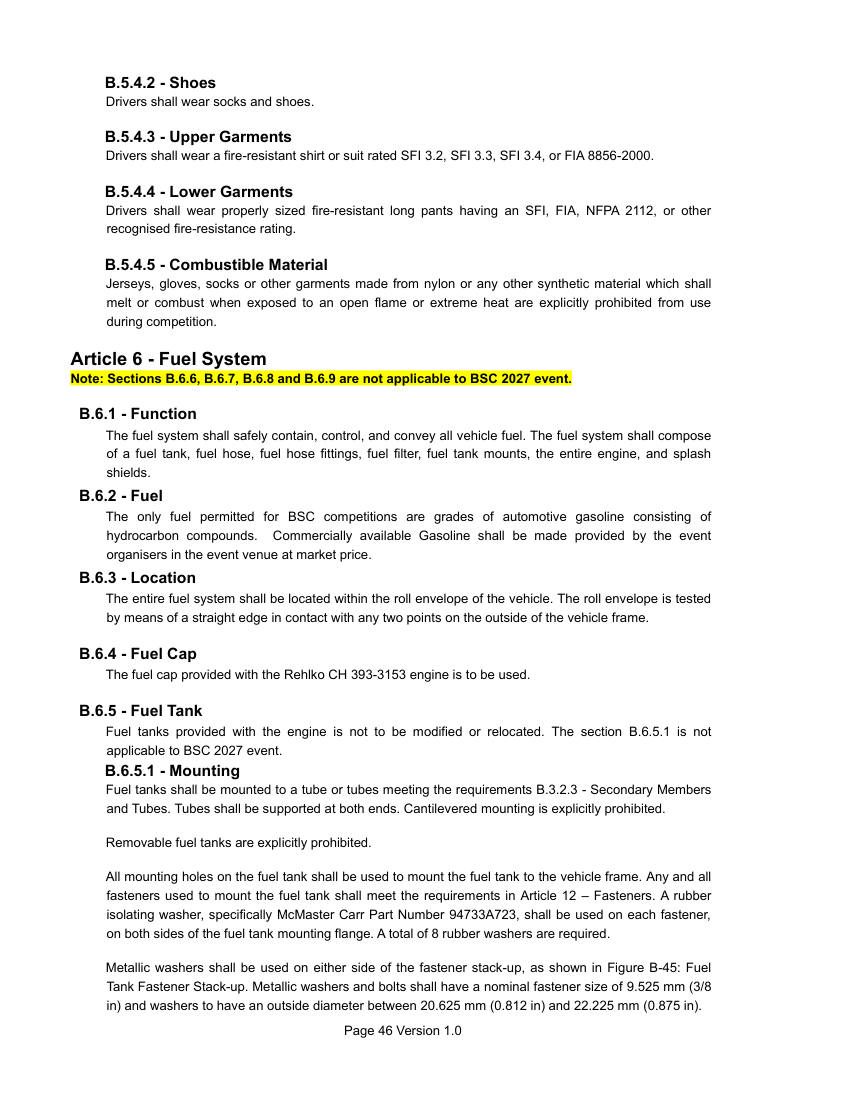 B.5.4.2 - Shoes
Drivers shall wear socks and shoes.
B.5.4.3 - Upper Garments
Drivers shall wear a fire-resistant shirt or suit rated SFI 3.2, SFI 3.3, SFI 3.4, or FIA 8856-2000.
B.5.4.4 - Lower Garments
Drivers shall wear properly sized fire-resistant long pants having an SFI, FIA, NFPA 2112, or other
recognised fire-resistance rating.
B.5.4.5 - Combustible Material
Jerseys, gloves, socks or other garments made from nylon or any other synthetic material which shall
melt or combust when exposed to an open flame or extreme heat are explicitly prohibited from use
during competition.
Article 6 - Fuel System
Note: Sections B.6.6, B.6.7, B.6.8 and B.6.9 are not applicable to BSC 2027 event.
B.6.1 - Function
The fuel system shall safely contain, control, and convey all vehicle fuel. The fuel system shall compose
of a fuel tank, fuel hose, fuel hose fittings, fuel filter, fuel tank mounts, the entire engine, and splash
shields.
B.6.2 - Fuel
The only fuel permitted for BSC competitions are grades of automotive gasoline consisting of
hydrocarbon compounds.  Commercially available Gasoline shall be made provided by the event
organisers in the event venue at market price.
B.6.3 - Location
The entire fuel system shall be located within the roll envelope of the vehicle. The roll envelope is tested
by means of a straight edge in contact with any two points on the outside of the vehicle frame.
B.6.4 - Fuel Cap
The fuel cap provided with the Rehlko CH 393-3153 engine is to be used.
B.6.5 - Fuel Tank
Fuel tanks provided with the engine is not to be modified or relocated. The section B.6.5.1 is not
applicable to BSC 2027 event.
B.6.5.1 - Mounting
Fuel tanks shall be mounted to a tube or tubes meeting the requirements B.3.2.3 - Secondary Members
and Tubes. Tubes shall be supported at both ends. Cantilevered mounting is explicitly prohibited.
Removable fuel tanks are explicitly prohibited.
All mounting holes on the fuel tank shall be used to mount the fuel tank to the vehicle frame. Any and all
fasteners used to mount the fuel tank shall meet the requirements in Article 12 – Fasteners. A rubber
isolating washer, specifically McMaster Carr Part Number 94733A723, shall be used on each fastener,
on both sides of the fuel tank mounting flange. A total of 8 rubber washers are required.
Metallic washers shall be used on either side of the fastener stack-up, as shown in Figure B-45: Fuel
Tank Fastener Stack-up. Metallic washers and bolts shall have a nominal fastener size of 9.525 mm (3/8
in) and washers to have an outside diameter between 20.625 mm (0.812 in) and 22.225 mm (0.875 in).
Page 46 Version 1.0